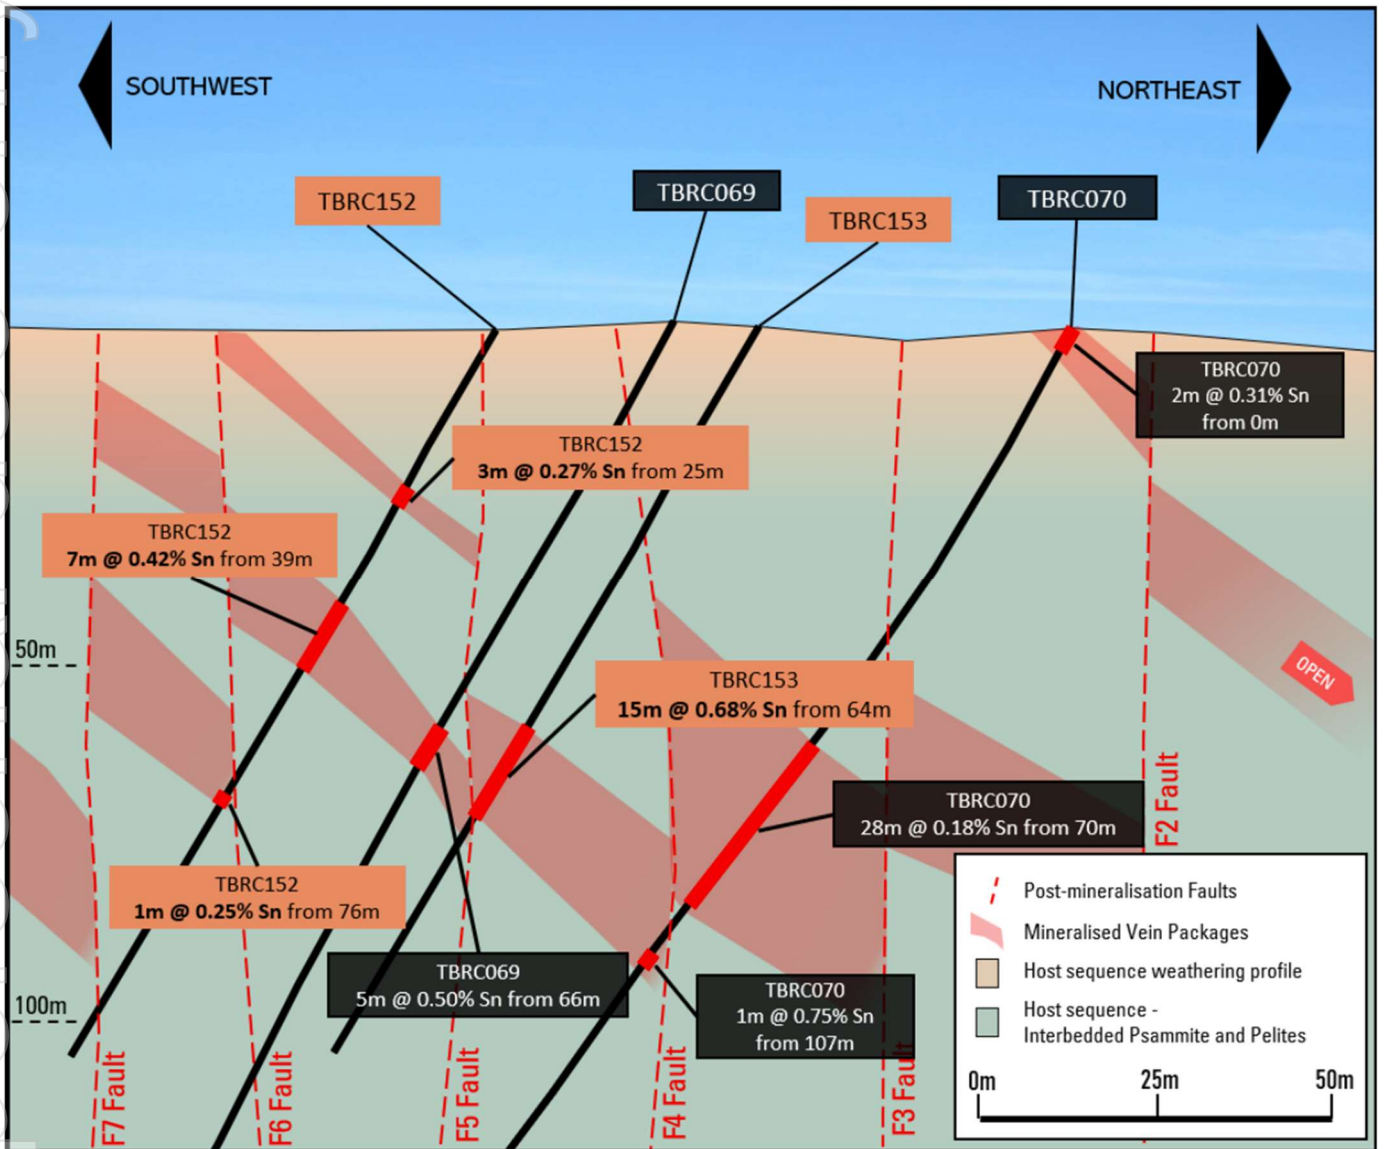 SOUTHWEST
NORTHEAST
TBRC152
TBRC069
TBRC153
TBRC070
TBRC070
2m @ 0.31% Sn
from 0m
TBRC152
3m @ 0.27% Sn from 25m
TBRC152
7m @ 0.42% Sn from 39m
50m
OPEN
TBRC153
15m @ 0.68% Sn from 64m
TBRC070
28m @ 0.18% Sn from 70m
F2 Fault
TBRC152
1m @ 0.25% Sn from 76m
TBRC069
5m @ 0.50% Sn from 66m
TBRC070
1m @ 0.75% Sn
from 107m
100m
F7 Fault
F6 Fault
F5 Fault
F4 Fault
F3 Fault
Post-mineralisation Faults
Mineralised Vein Packages
Host sequence weathering profile
Host sequence -
Interbedded Psammite and Pelites
0m
25m
50m